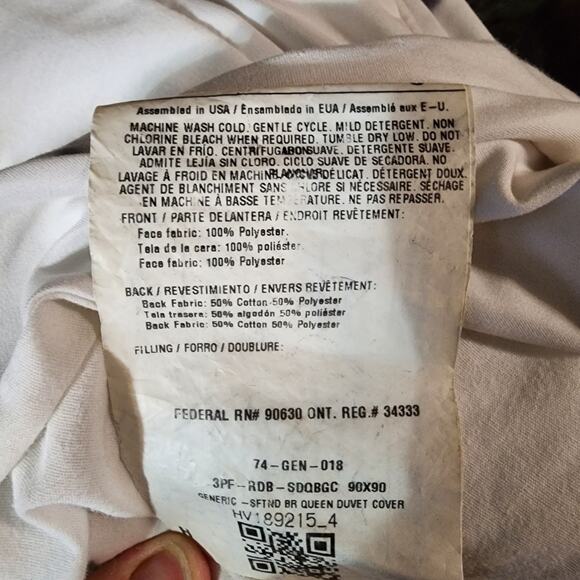 Assembled in USA / Ensamblado in EUA / Assemblé aux E-U.
MACHINE WASH COLD. GENTLE CYCLE. MILD DETERGENT. NON
CHLORINE BLEACH WHEN REQUIRED. TUMBLE DRY LOW. DO NOT
LAVAR EN FRÍO. DETERGENTE SUAVE.
ADMITE LEJÍA SIN CLORO. CICLO SUAVE DE SECADORA. NO
LAVAGE À FROID EN DÉLICAT. DÉTERGENT DOUX.
AGENT DE BLANCHIMENT SANS SI NÉCESSAIRE. SÉCHAGE
EN MACHINE À BASSE TEMPÉRATURE. NE PAS REPASSER.
FRONT / PARTE DELANTERA / ENDROIT REVÊTEMENT:
Face fabric: 100% Polyester.
Tela de la cara: 100% poliéster.
Face fabric: 100% Polyester
BACK / REVESTIMIENTO / ENVERS REVÊTEMENT:
Back Fabric: 50% Cotton 50% Polyester
Tela trasera: 50% algodón 50% poliéster
Back Fabric: 50% Cotton 50% Polyester
FILLING / FORRO / DOUBLURE:
FEDERAL RN# 90630 ONT. REG.# 34333
74-GEN-018
3PF-RDB-SDQBGC 90X90
GENERIC -SFTND BR QUEEN DUVET COVER
HV189215_4